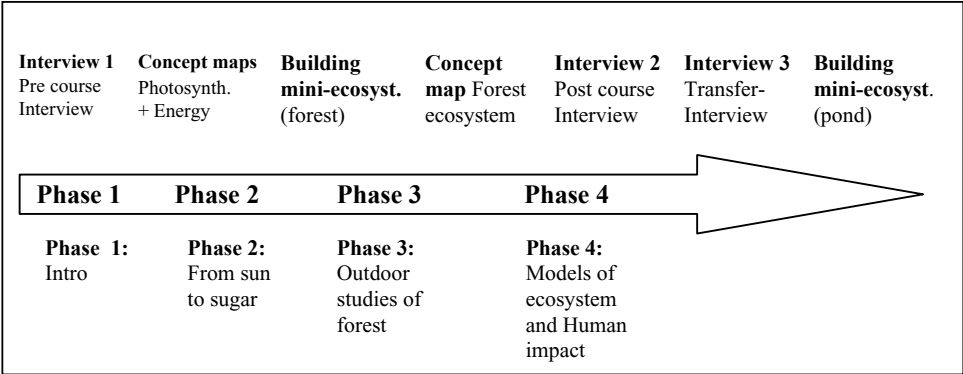 Interview 1
Pre course
Interview
Concept maps
Photosynth.
+ Energy
Building
mini-ecosyst.
(forest)
Concept
map Forest
ecosystem
Interview 2
Post course
Interview
Interview 3
Transfer-
Interview
Building
mini-ecosyst.
(pond)
Phase 1
Phase 2
Phase 3
Phase 4
Phase 1:
Intro
Phase 2:
From sun
to sugar
Phase 3:
Outdoor
studies of
forest
Phase 4:
Models of
ecosystem
and Human
impact